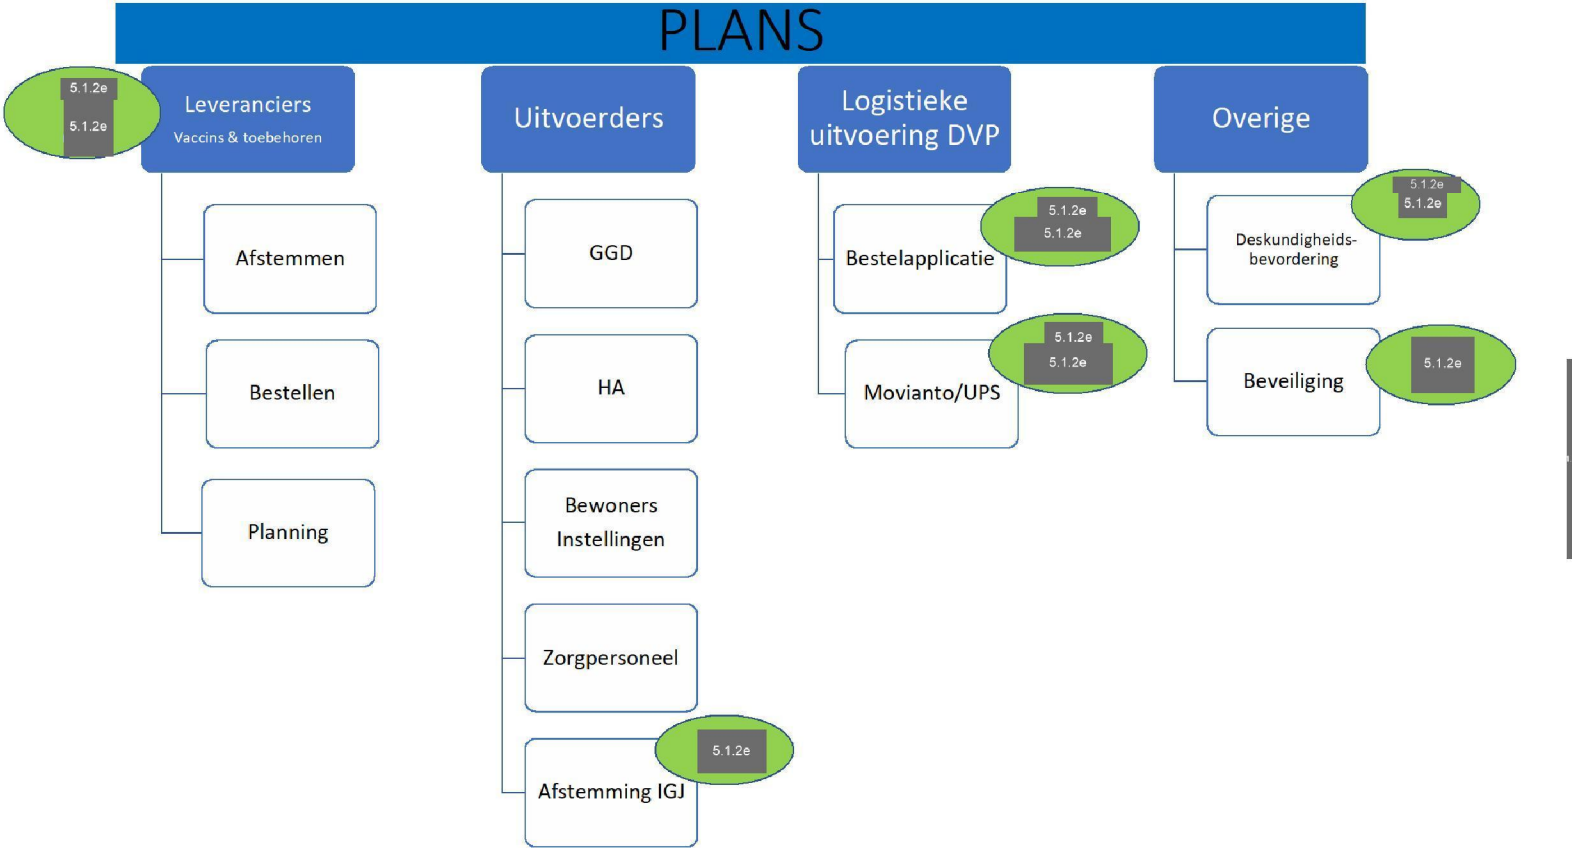 PLANS
5.1.2e
5.1.2e
Leveranciers
Vaccins & toebehoren
Afstemmen
Bestellen
Planning
Uitvoerders
GGD
HA
Bewoners
Instellingen
Zorgpersoneel
5.1.2e
Afstemming IGJ
Logistieke
uitvoering DVP
5.1.2e
5.1.2e
Bestelapplicatie
5.1.2e
5.1.2e
Movianto/UPS
Overige
5.1.2e
5.1.2e
Deskundigheids-
bevordering
5.1.2e
Beveiliging